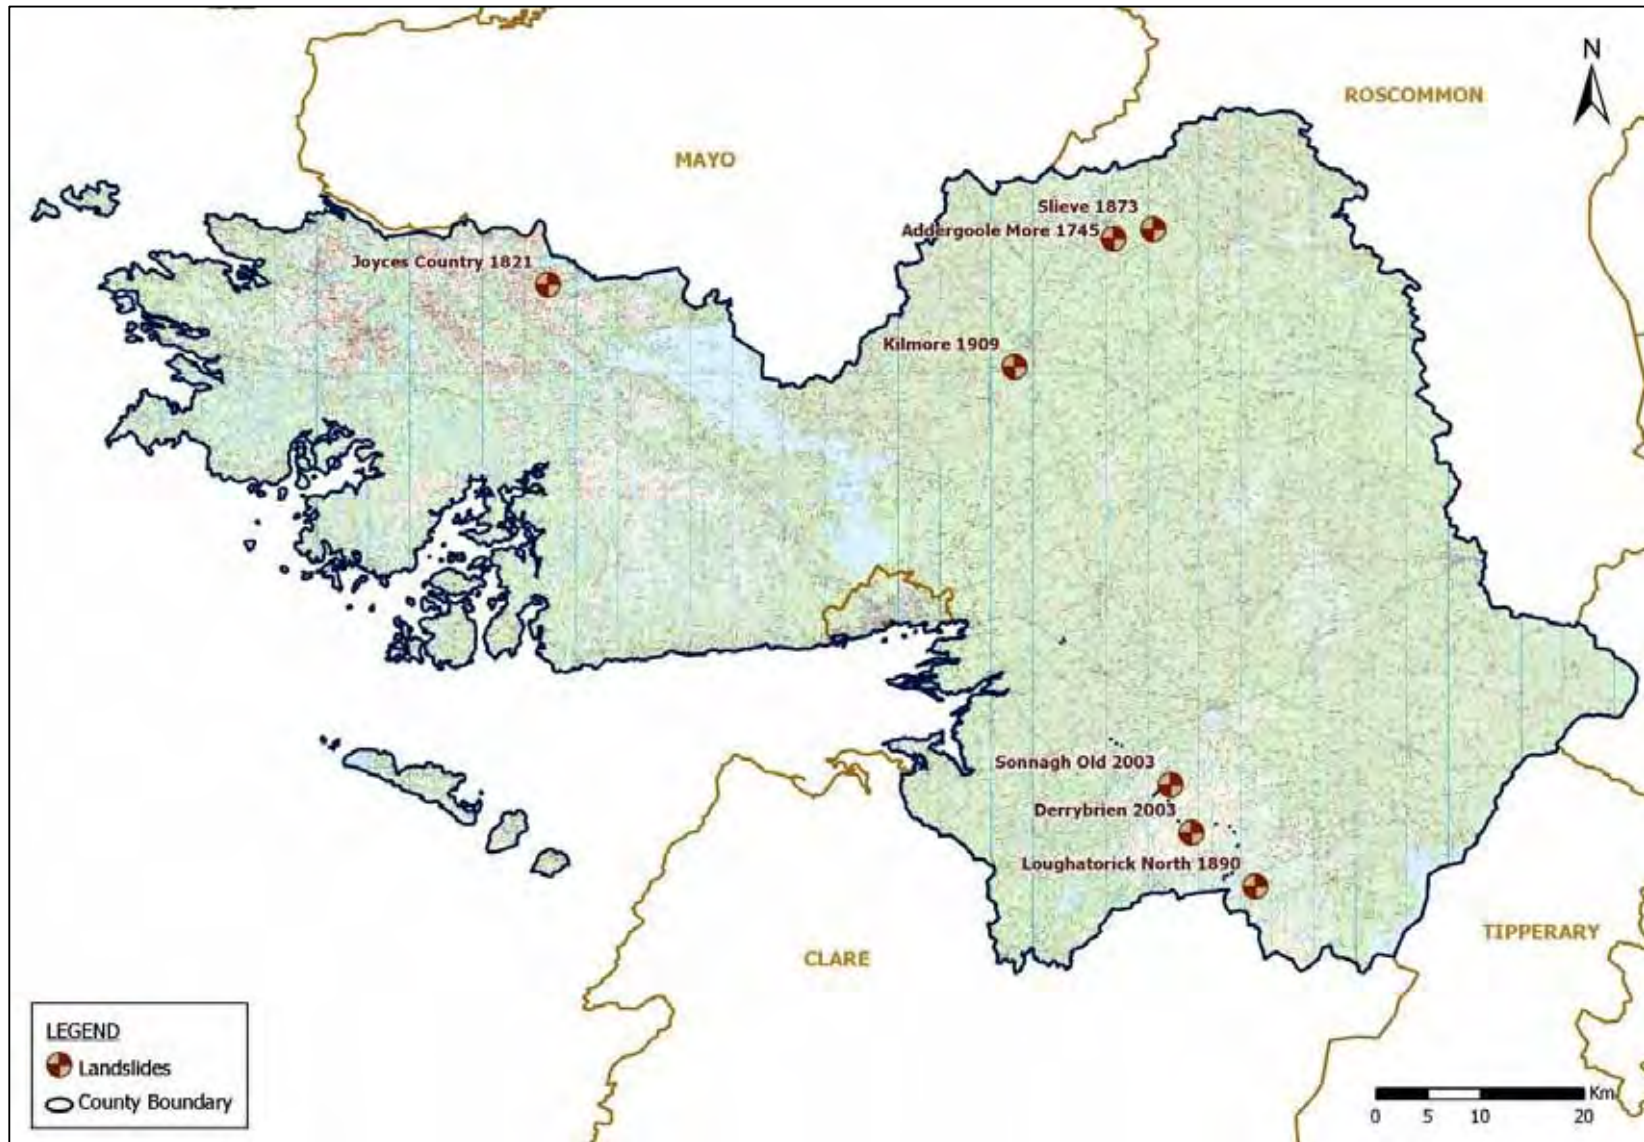 N
ROSCOMMON
MAYO
Slieve 1873
Addergoole More 1745
Joyces Country 1821
Kilmore 1909
Sonnagh Old 2003
Derrybrien 2003
Loughatorick North 1890
TIPPERARY
CLARE
LEGEND
Landslides
County Boundary
Km
0 5 10 20